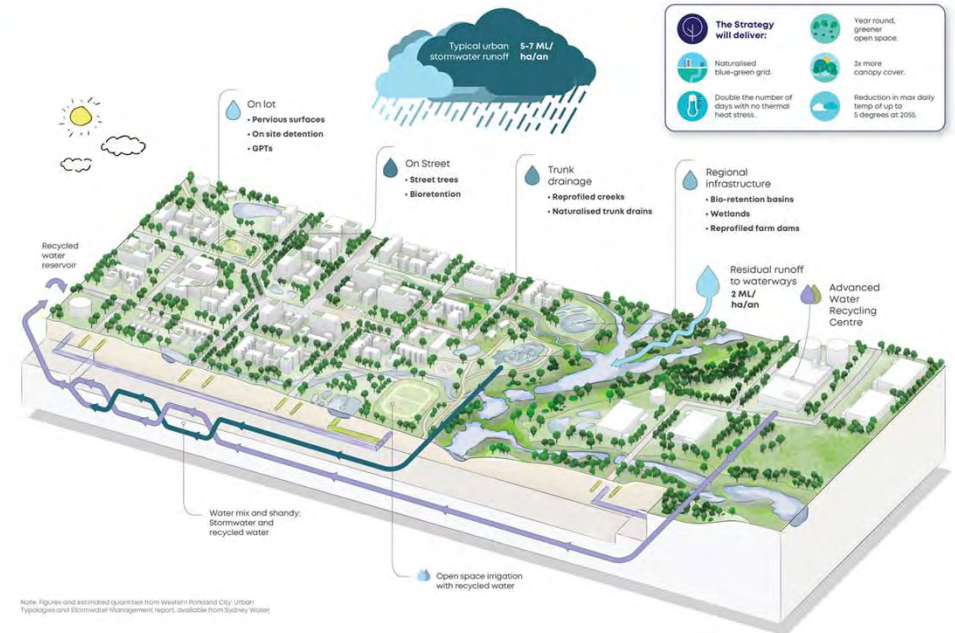 Typical urban 5-7 ML/
stormwater runoff ha/an
The Strategy
will deliver:
Year round,
greener
open space.
Naturalised
blue-green grid.
3x more
canopy cover.
Double the number of
days with no thermal
heat stress.
Reduction in max daily
temp of up to
5 degrees at 2055.
On lot
• Pervious surfaces
• On site detention
• GPTs
On Street
• Street trees
• Bioretention
Trunk
drainage
• Reprofiled creeks
• Naturalised trunk drains
Regional
infrastructure
• Bio-retention basins
• Wetlands
• Reprofiled farm dams
Recycled
water
reservoir
Residual runoff
to waterways
2 ML/
ha/an
Advanced
Water
Recycling
Centre
Water mix and shandy:
Stormwater and
recycled water
Open space irrigation
with recycled water
Note: Figures and estimated quantities from Western Parkland City: Urban
Typologies and Stormwater Management report, available from Sydney Water.